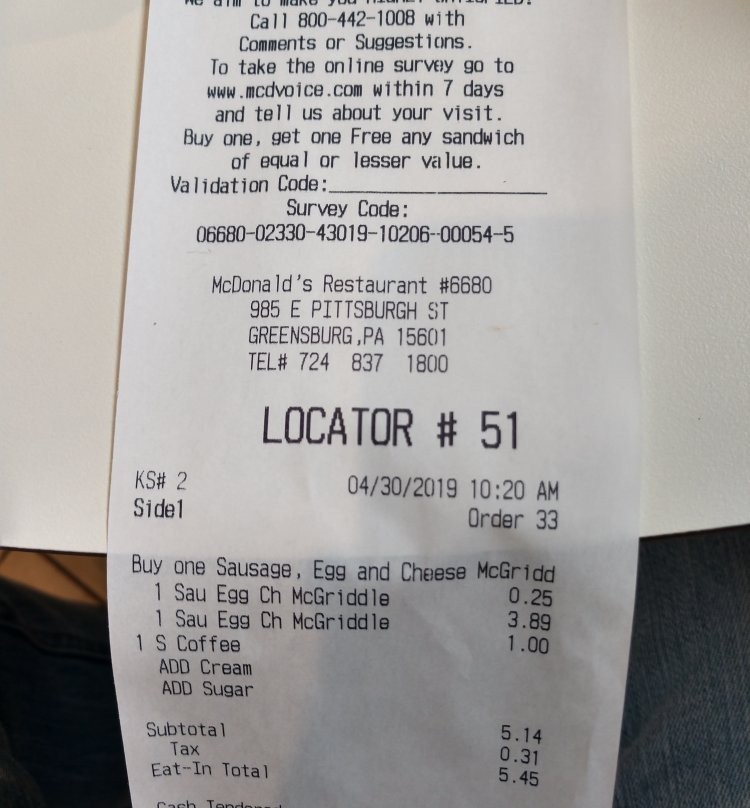 We aim to make you
Call 800-442-1008 with
Comments or Suggestions.
To take the online survey go to
www.mcdvoice.com within 7 days
and tell us about your visit.
Buy one, get one Free any sandwich
of equal or lesser value.
Validation Code:
Survey Code:
06680-02330-43019-10206-00054-5
McDonald's Restaurant #6680
985 E PITTSBURGH ST
GREENSBURG,PA 15601
TEL# 724 837 1800
LOCATOR # 51
KS# 2 04/30/2019 10:20 AM
Side1 Order 33
Buy one Sausage, Egg and Cheese McGridd
1 Sau Egg Ch McGriddle 0.25
1 Sau Egg Ch McGriddle 3.89
1 S Coffee 1.00
ADD Cream
ADD Sugar
Subtotal 5.14
Tax 0.31
Eat-In Total 5.45
Cash